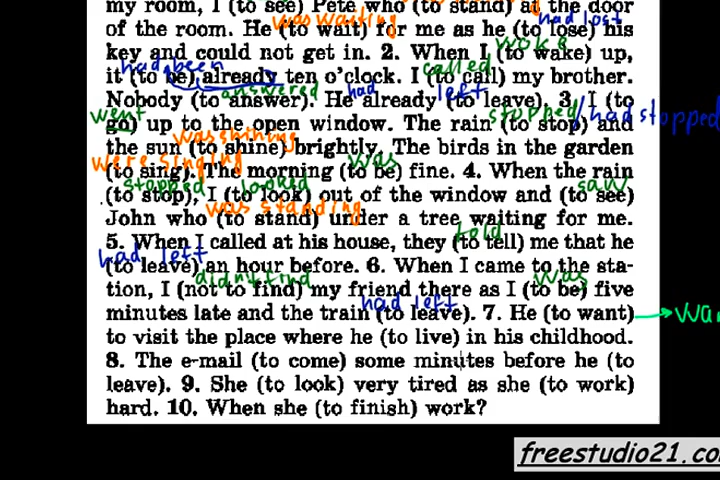 my room, I (to see) Pete who (to stand) at the door
was waiting had lost
of the room. He (to wait) for me as he (to lose) his
woke
key and could not get in. 2. When I (to wake) up,
had been called
it (to be) already ten o'clock. I (to call) my brother.
answered had left
Nobody (to answer). He already (to leave). 3. I (to
went stopped/had stopped
go) up to the open window. The rain (to stop) and
was shining
the sun (to shine) brightly. The birds in the garden
were singing was
(to sing). The morning (to be) fine. 4. When the rain
stopped looked saw
(to stop), I (to look) out of the window and (to see)
was standing
John who (to stand) under a tree waiting for me.
told
5. When I called at his house, they (to tell) me that he
had left
(to leave) an hour before. 6. When I came to the sta-
didn't find was
tion, I (not to find) my friend there as I (to be) five
had left
minutes late and the train (to leave). 7. He (to want)
to visit the place where he (to live) in his childhood.
8. The e-mail (to come) some minutes before he (to
leave). 9. She (to look) very tired as she (to work)
hard. 10. When she (to finish) work?